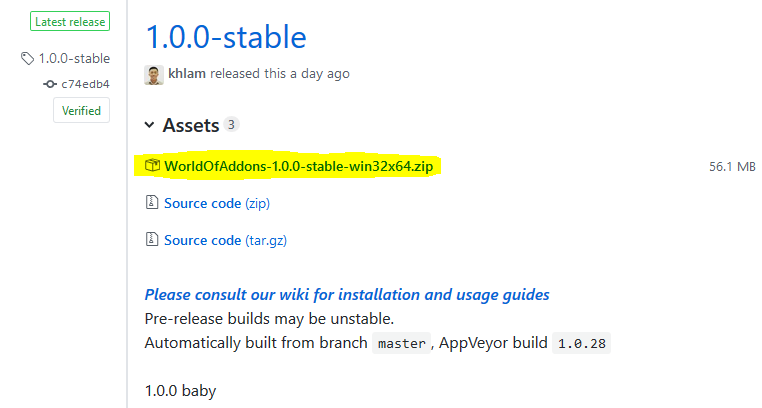 Latest release
1.0.0-stable
c74edb4
Verified
1.0.0-stable
khlam released this a day ago
Assets 3
WorldOfAddons-1.0.0-stable-win32x64.zip 56.1 MB
Source code (zip)
Source code (tar.gz)
Please consult our wiki for installation and usage guides
Pre-release builds may be unstable.
Automatically built from branch master, AppVeyor build 1.0.28
1.0.0 baby